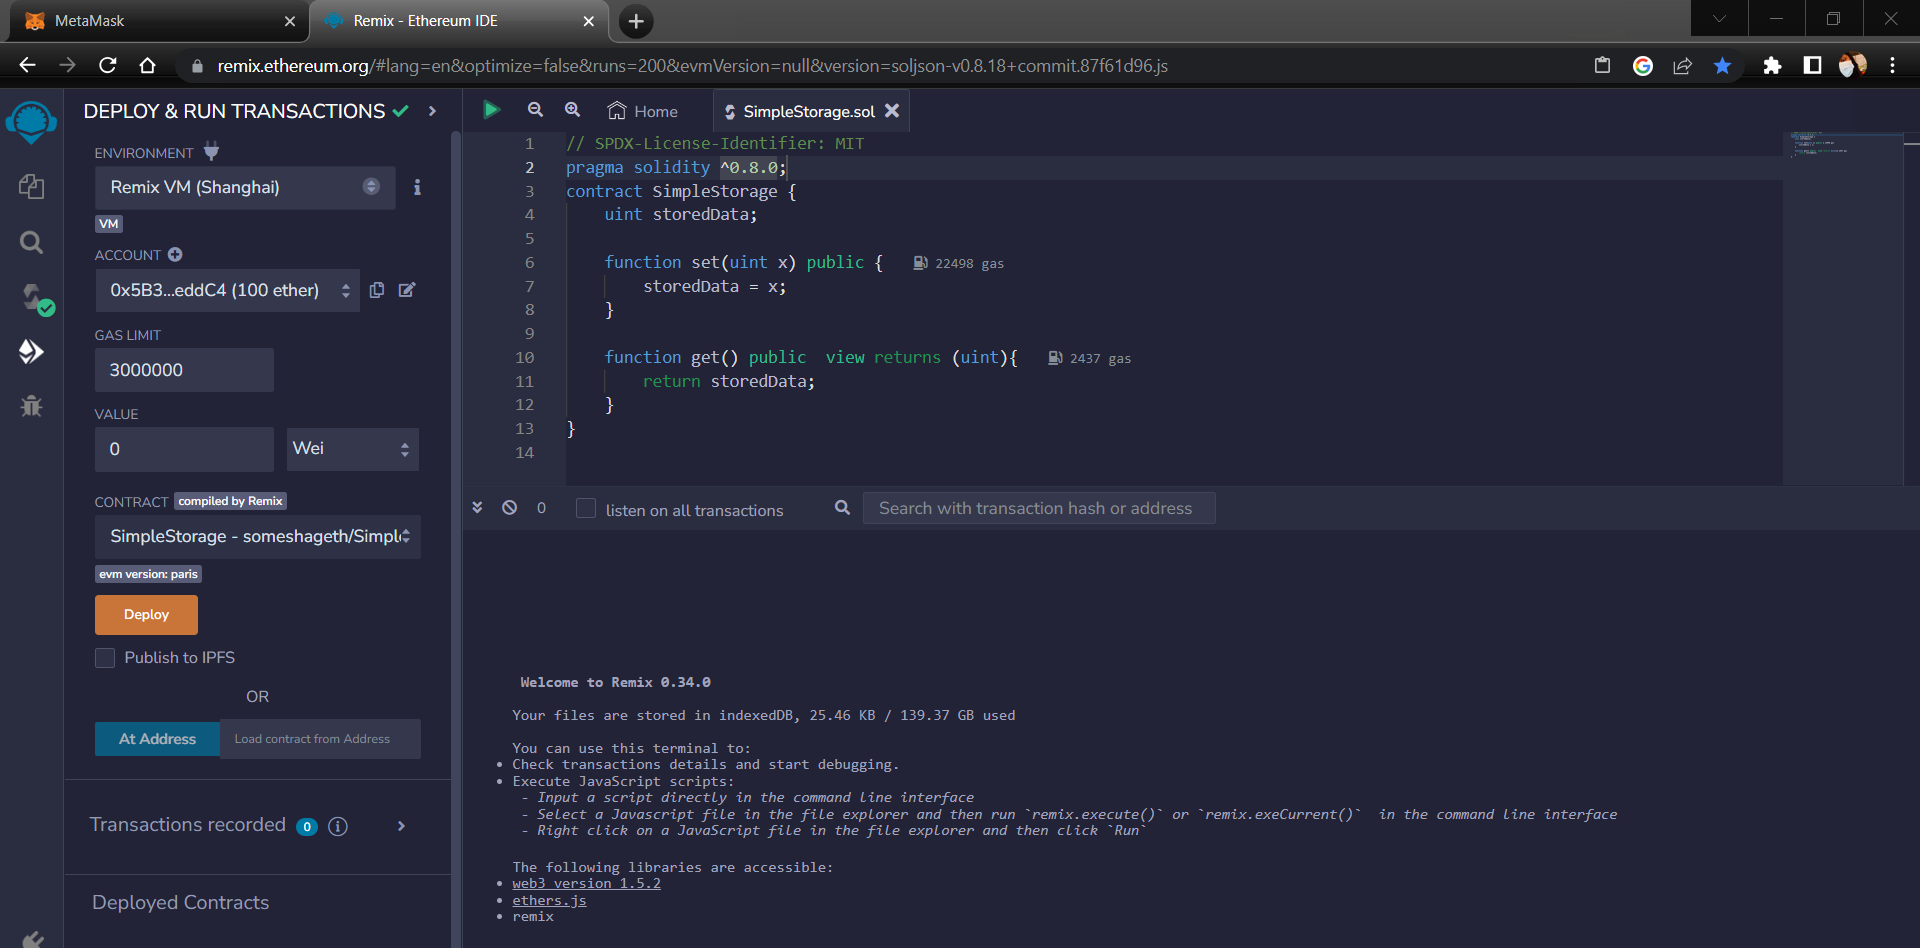 MetaMask
Remix - Ethereum IDE
remix.ethereum.org/#lang=en&optimize=false&runs=200&evmVersion=null&version=soljson-v0.8.18+commit.87f61d96.js
DEPLOY & RUN TRANSACTIONS
ENVIRONMENT
Remix VM (Shanghai)
VM
ACCOUNT
0x5B3...eddC4 (100 ether)
GAS LIMIT
3000000
VALUE
0
Wei
CONTRACT compiled by Remix
SimpleStorage - someshageth/Simpl
evm version: paris
Deploy
Publish to IPFS
OR
At Address
Load contract from Address
Transactions recorded 0
Deployed Contracts
Home
SimpleStorage.sol
1 // SPDX-License-Identifier: MIT
2 pragma solidity ^0.8.0;
3 contract SimpleStorage {
4 uint storedData;
5
6 function set(uint x) public { 22498 gas
7 storedData = x;
8 }
9
10 function get() public view returns (uint){ 2437 gas
11 return storedData;
12 }
13 }
14
0
listen on all transactions
Search with transaction hash or address
Welcome to Remix 0.34.0
Your files are stored in indexedDB, 25.46 KB / 139.37 GB used
You can use this terminal to:
• Check transactions details and start debugging.
• Execute JavaScript scripts:
- Input a script directly in the command line interface
- Select a Javascript file in the file explorer and then run `remix.execute()` or `remix.exeCurrent()` in the command line interface
- Right click on a JavaScript file in the file explorer and then click `Run`
The following libraries are accessible:
• web3 version 1.5.2
• ethers.js
• remix